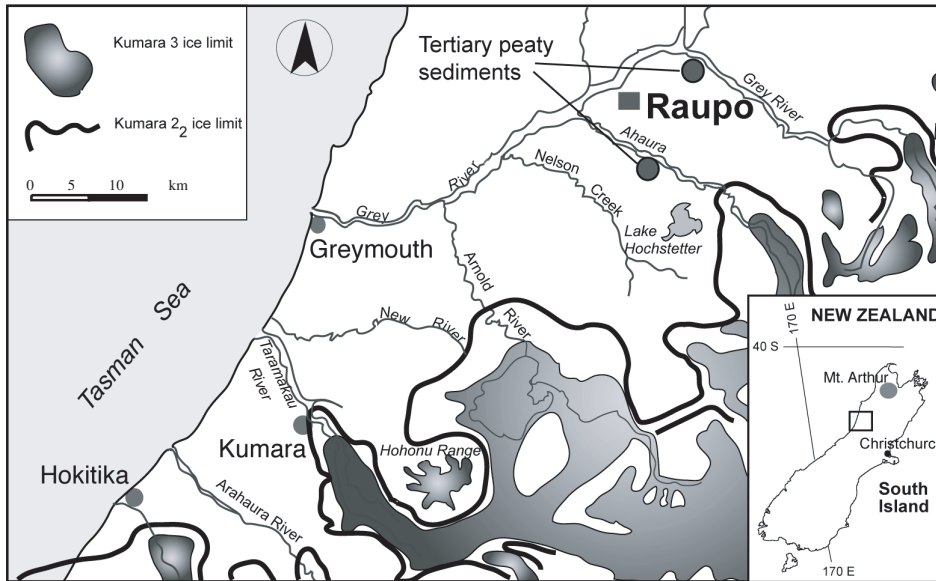 Kumara 3 ice limit
Kumara 2₂ ice limit
0 5 10 km
Tertiary peaty
sediments
Raupo
Grey River
Ahaura
River
Nelson
Creek
Grey
Greymouth
Lake
Hochstetter
Arnold
River
New
River
Tasman Sea
Taramakau
River
Kumara
Hohonu Range
Hokitika
Arahaura River
NEW ZEALAND
170 E
40 S
Mt. Arthur
Christchurch
South
Island
170 E